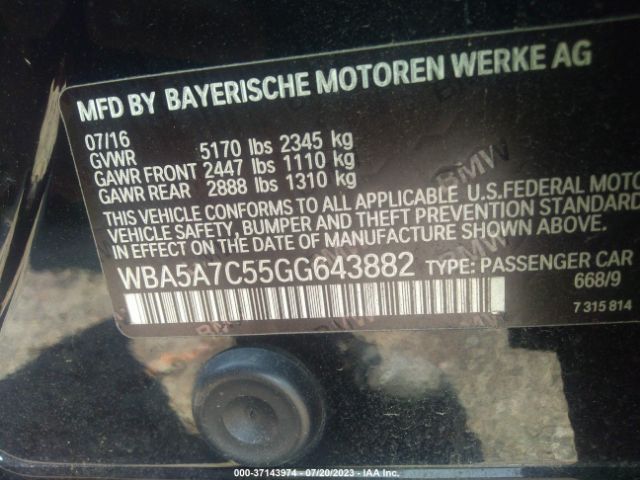 MFD BY BAYERISCHE MOTOREN WERKE AG
07/16
GVWR 5170 lbs 2345 kg
GAWR FRONT 2447 lbs 1110 kg
GAWR REAR 2888 lbs 1310 kg
THIS VEHICLE CONFORMS TO ALL APPLICABLE U.S.FEDERAL MOTO
VEHICLE SAFETY, BUMPER AND THEFT PREVENTION STANDARD
IN EFFECT ON THE DATE OF MANUFACTURE SHOWN ABOVE.
WBA5A7C55GG643882 TYPE: PASSENGER CAR
668/9
7 315 814
000-37143974 - 07/20/2023 - IAA Inc.